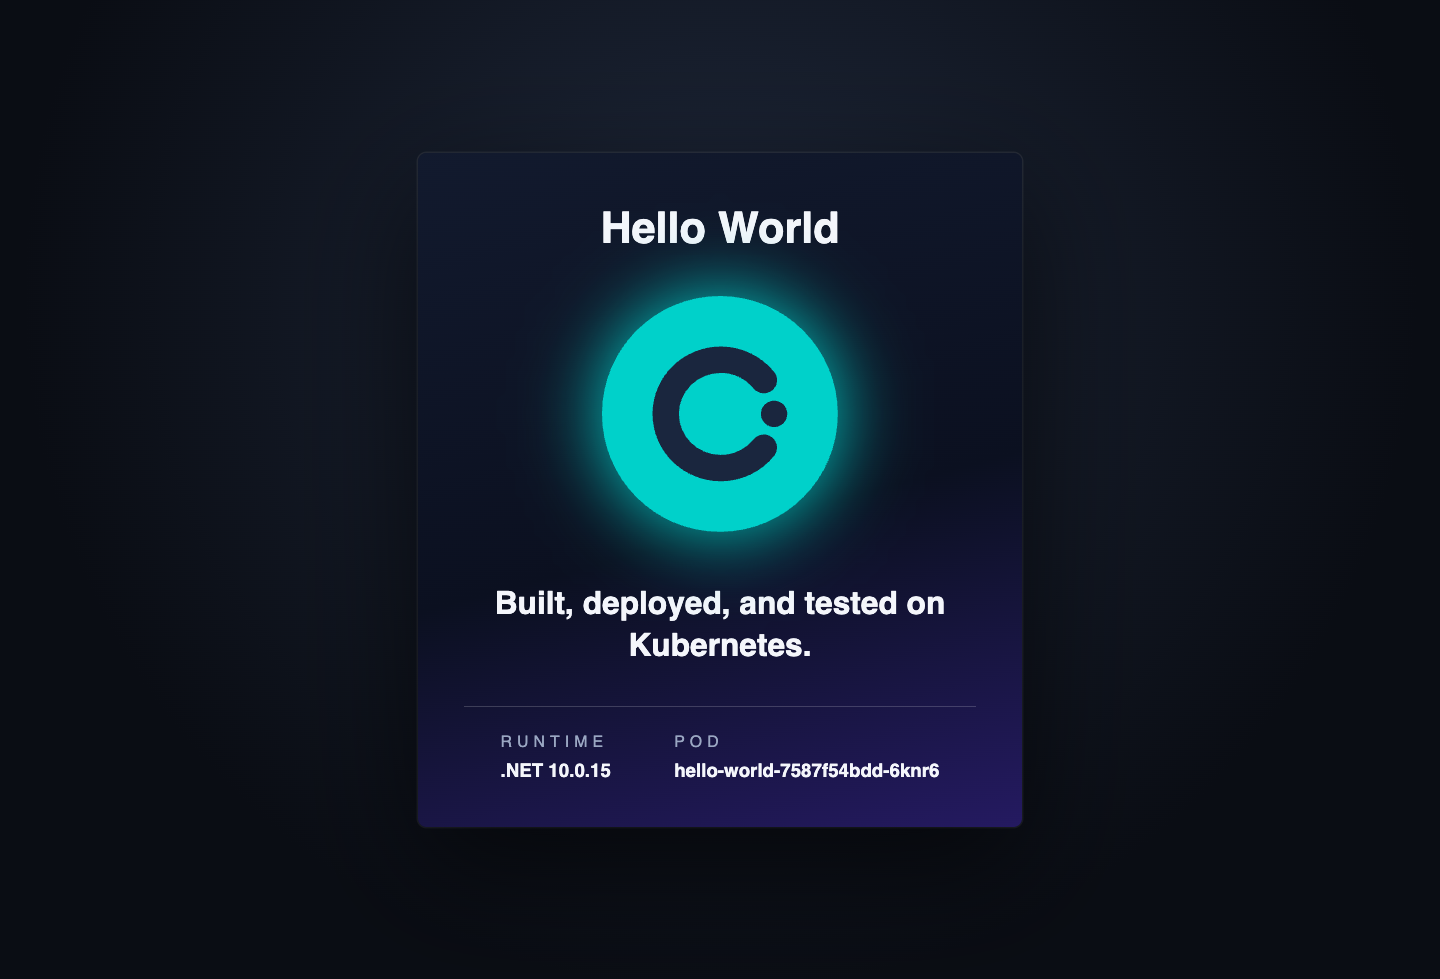 Hello World
Built, deployed, and tested on
Kubernetes.
RUNTIME
.NET 10.0.15
POD
hello-world-7587f54bdd-6knr6